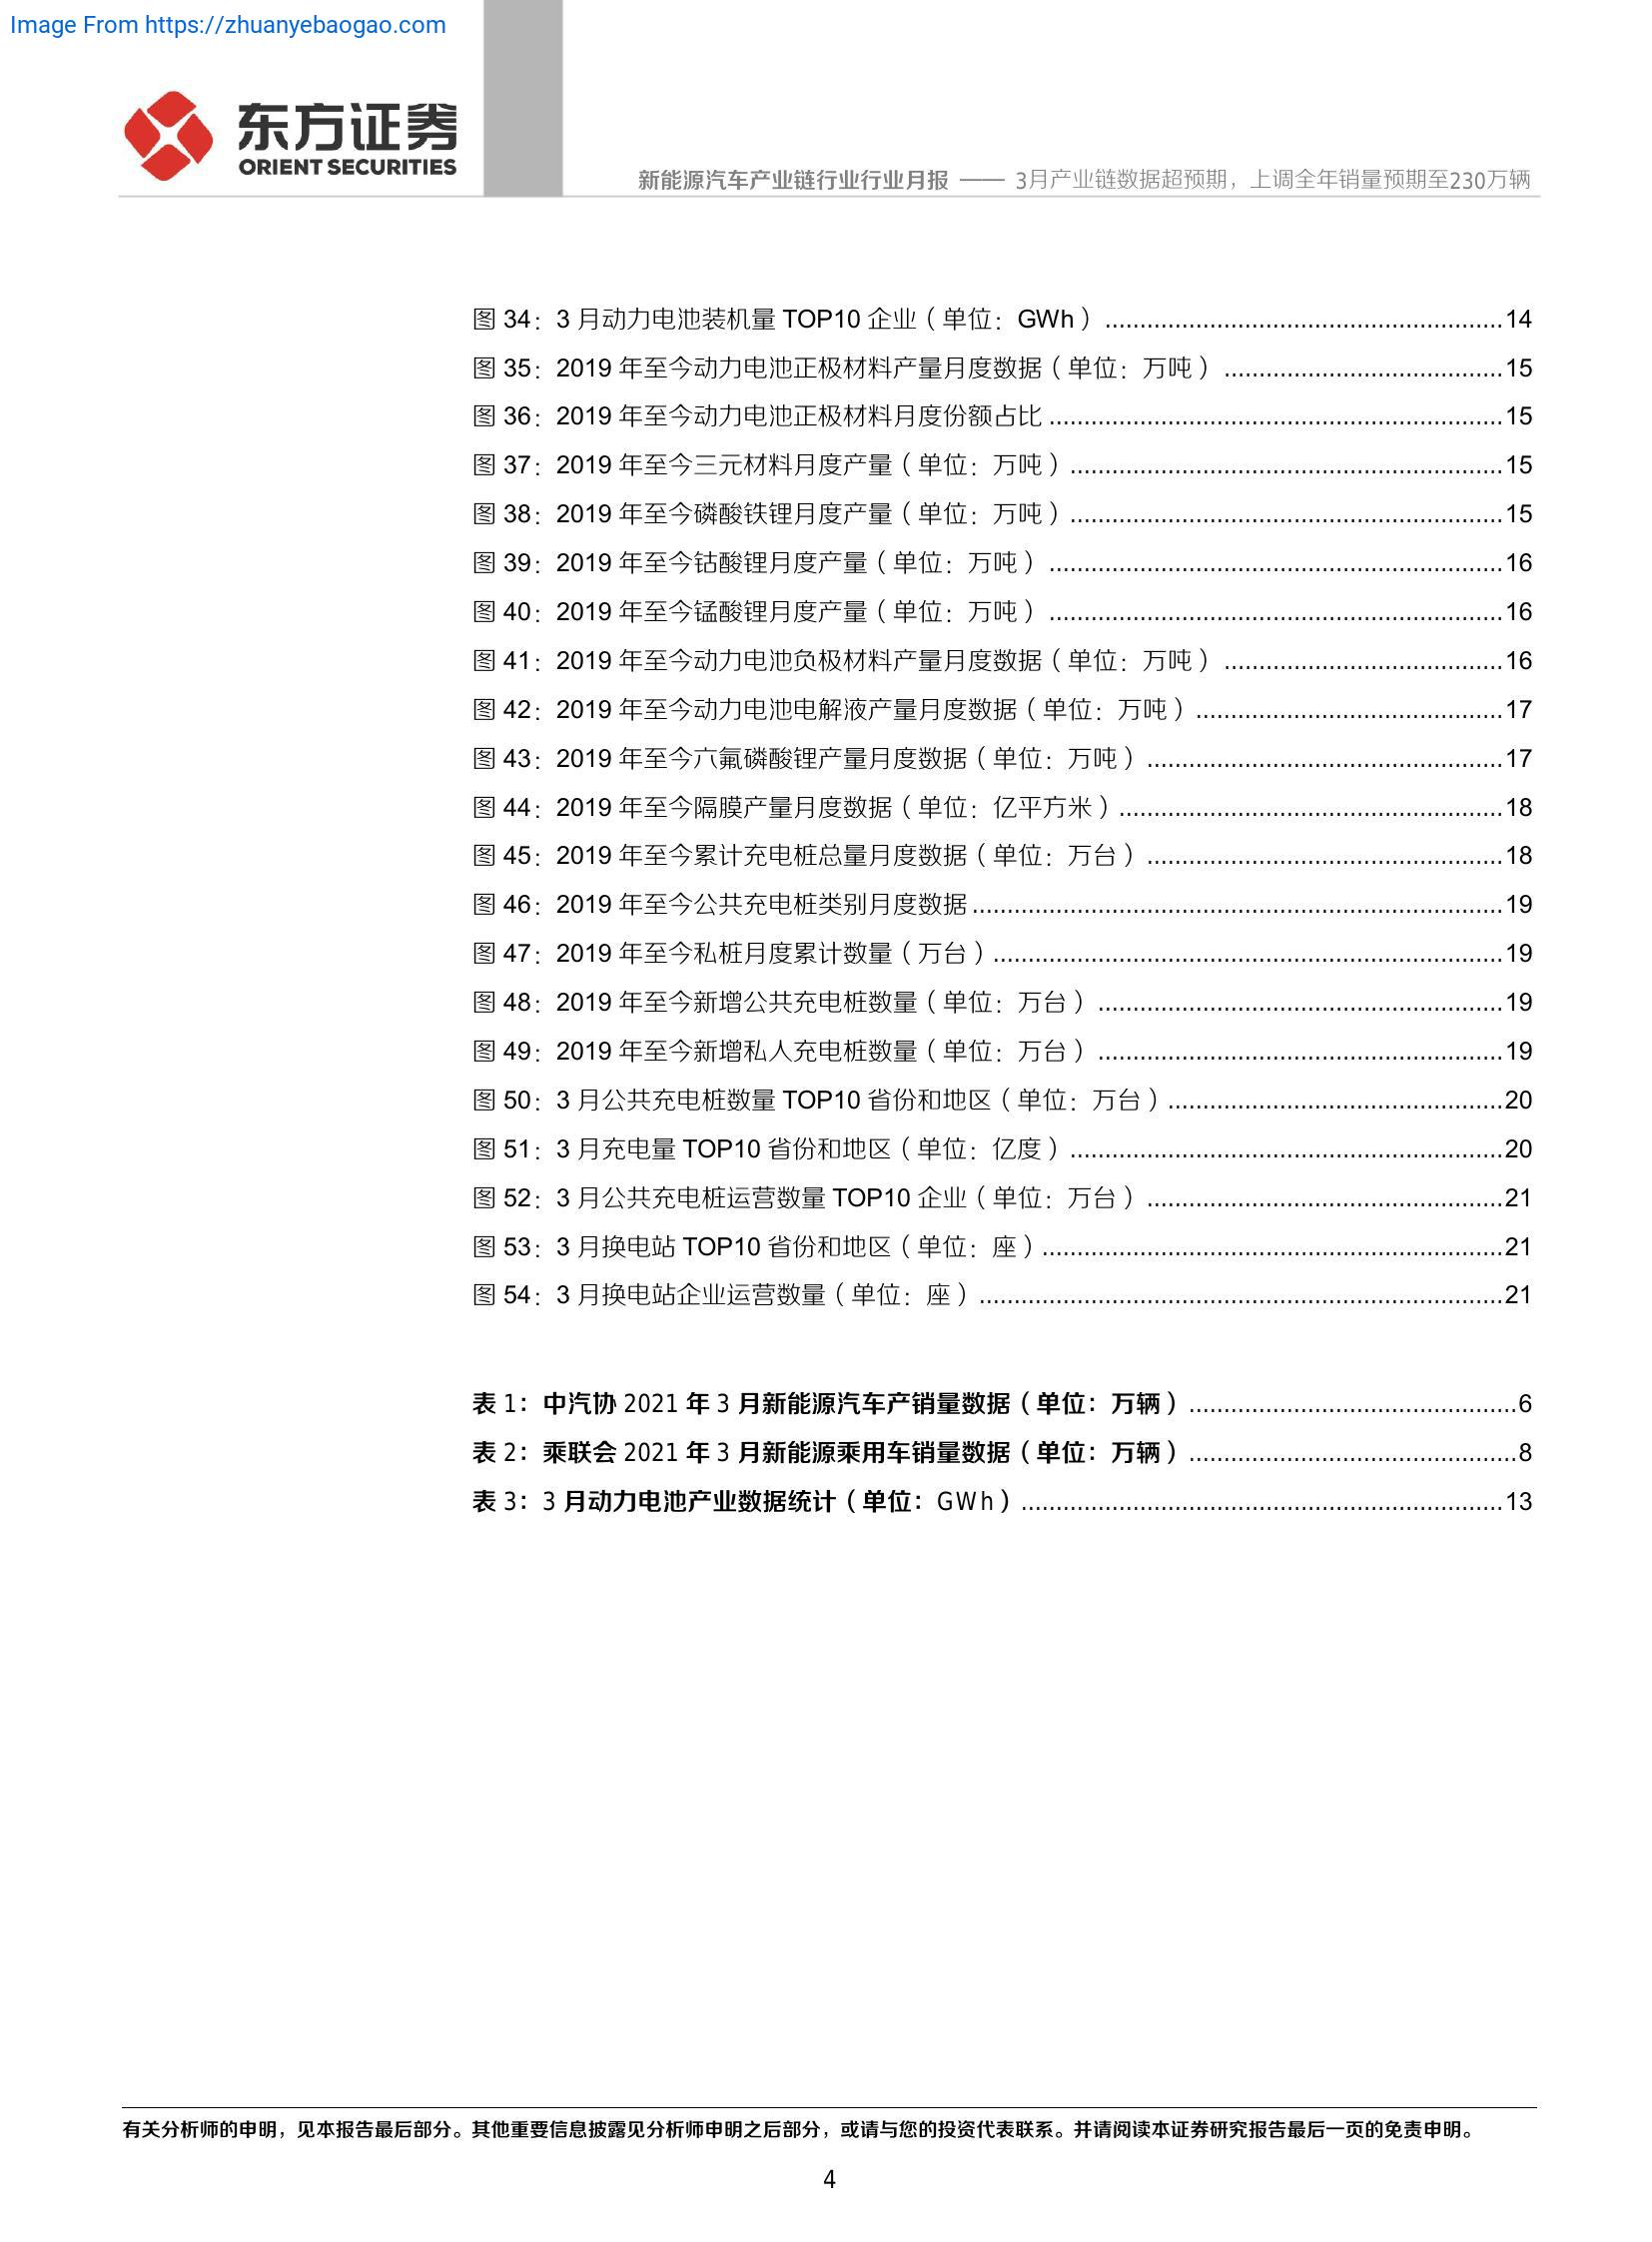 Image From https://zhuanyebaogao.com
东方证券
ORIENT SECURITIES
新能源汽车产业链行业行业月报 —— 3月产业链数据超预期，上调全年销量预期至230万辆
图 34：3 月动力电池装机量 TOP10 企业（单位：GWh）..........................................................14
图 35：2019 年至今动力电池正极材料产量月度数据（单位：万吨）........................................15
图 36：2019 年至今动力电池正极材料月度份额占比..................................................................15
图 37：2019 年至今三元材料月度产量（单位：万吨）...............................................................15
图 38：2019 年至今磷酸铁锂月度产量（单位：万吨）...............................................................15
图 39：2019 年至今钴酸锂月度产量（单位：万吨）..................................................................16
图 40：2019 年至今锰酸锂月度产量（单位：万吨）..................................................................16
图 41：2019 年至今动力电池负极材料产量月度数据（单位：万吨）........................................16
图 42：2019 年至今动力电池电解液产量月度数据（单位：万吨）............................................17
图 43：2019 年至今六氟磷酸锂产量月度数据（单位：万吨）...................................................17
图 44：2019 年至今隔膜产量月度数据（单位：亿平方米）.......................................................18
图 45：2019 年至今累计充电桩总量月度数据（单位：万台）...................................................18
图 46：2019 年至今公共充电桩类别月度数据.............................................................................19
图 47：2019 年至今私桩月度累计数量（万台）..........................................................................19
图 48：2019 年至今新增公共充电桩数量（单位：万台）..........................................................19
图 49：2019 年至今新增私人充电桩数量（单位：万台）..........................................................19
图 50：3 月公共充电桩数量 TOP10 省份和地区（单位：万台）................................................20
图 51：3 月充电量 TOP10 省份和地区（单位：亿度）...............................................................20
图 52：3 月公共充电桩运营数量 TOP10 企业（单位：万台）...................................................21
图 53：3 月换电站 TOP10 省份和地区（单位：座）...................................................................21
图 54：3 月换电站企业运营数量（单位：座）............................................................................21
表 1：中汽协 2021 年 3 月新能源汽车产销量数据（单位：万辆）...............................................6
表 2：乘联会 2021 年 3 月新能源乘用车销量数据（单位：万辆）...............................................8
表 3：3 月动力电池产业数据统计（单位：GWh）......................................................................13
有关分析师的申明，见本报告最后部分。其他重要信息披露见分析师申明之后部分，或请与您的投资代表联系。并请阅读本证券研究报告最后一页的免责申明。
4